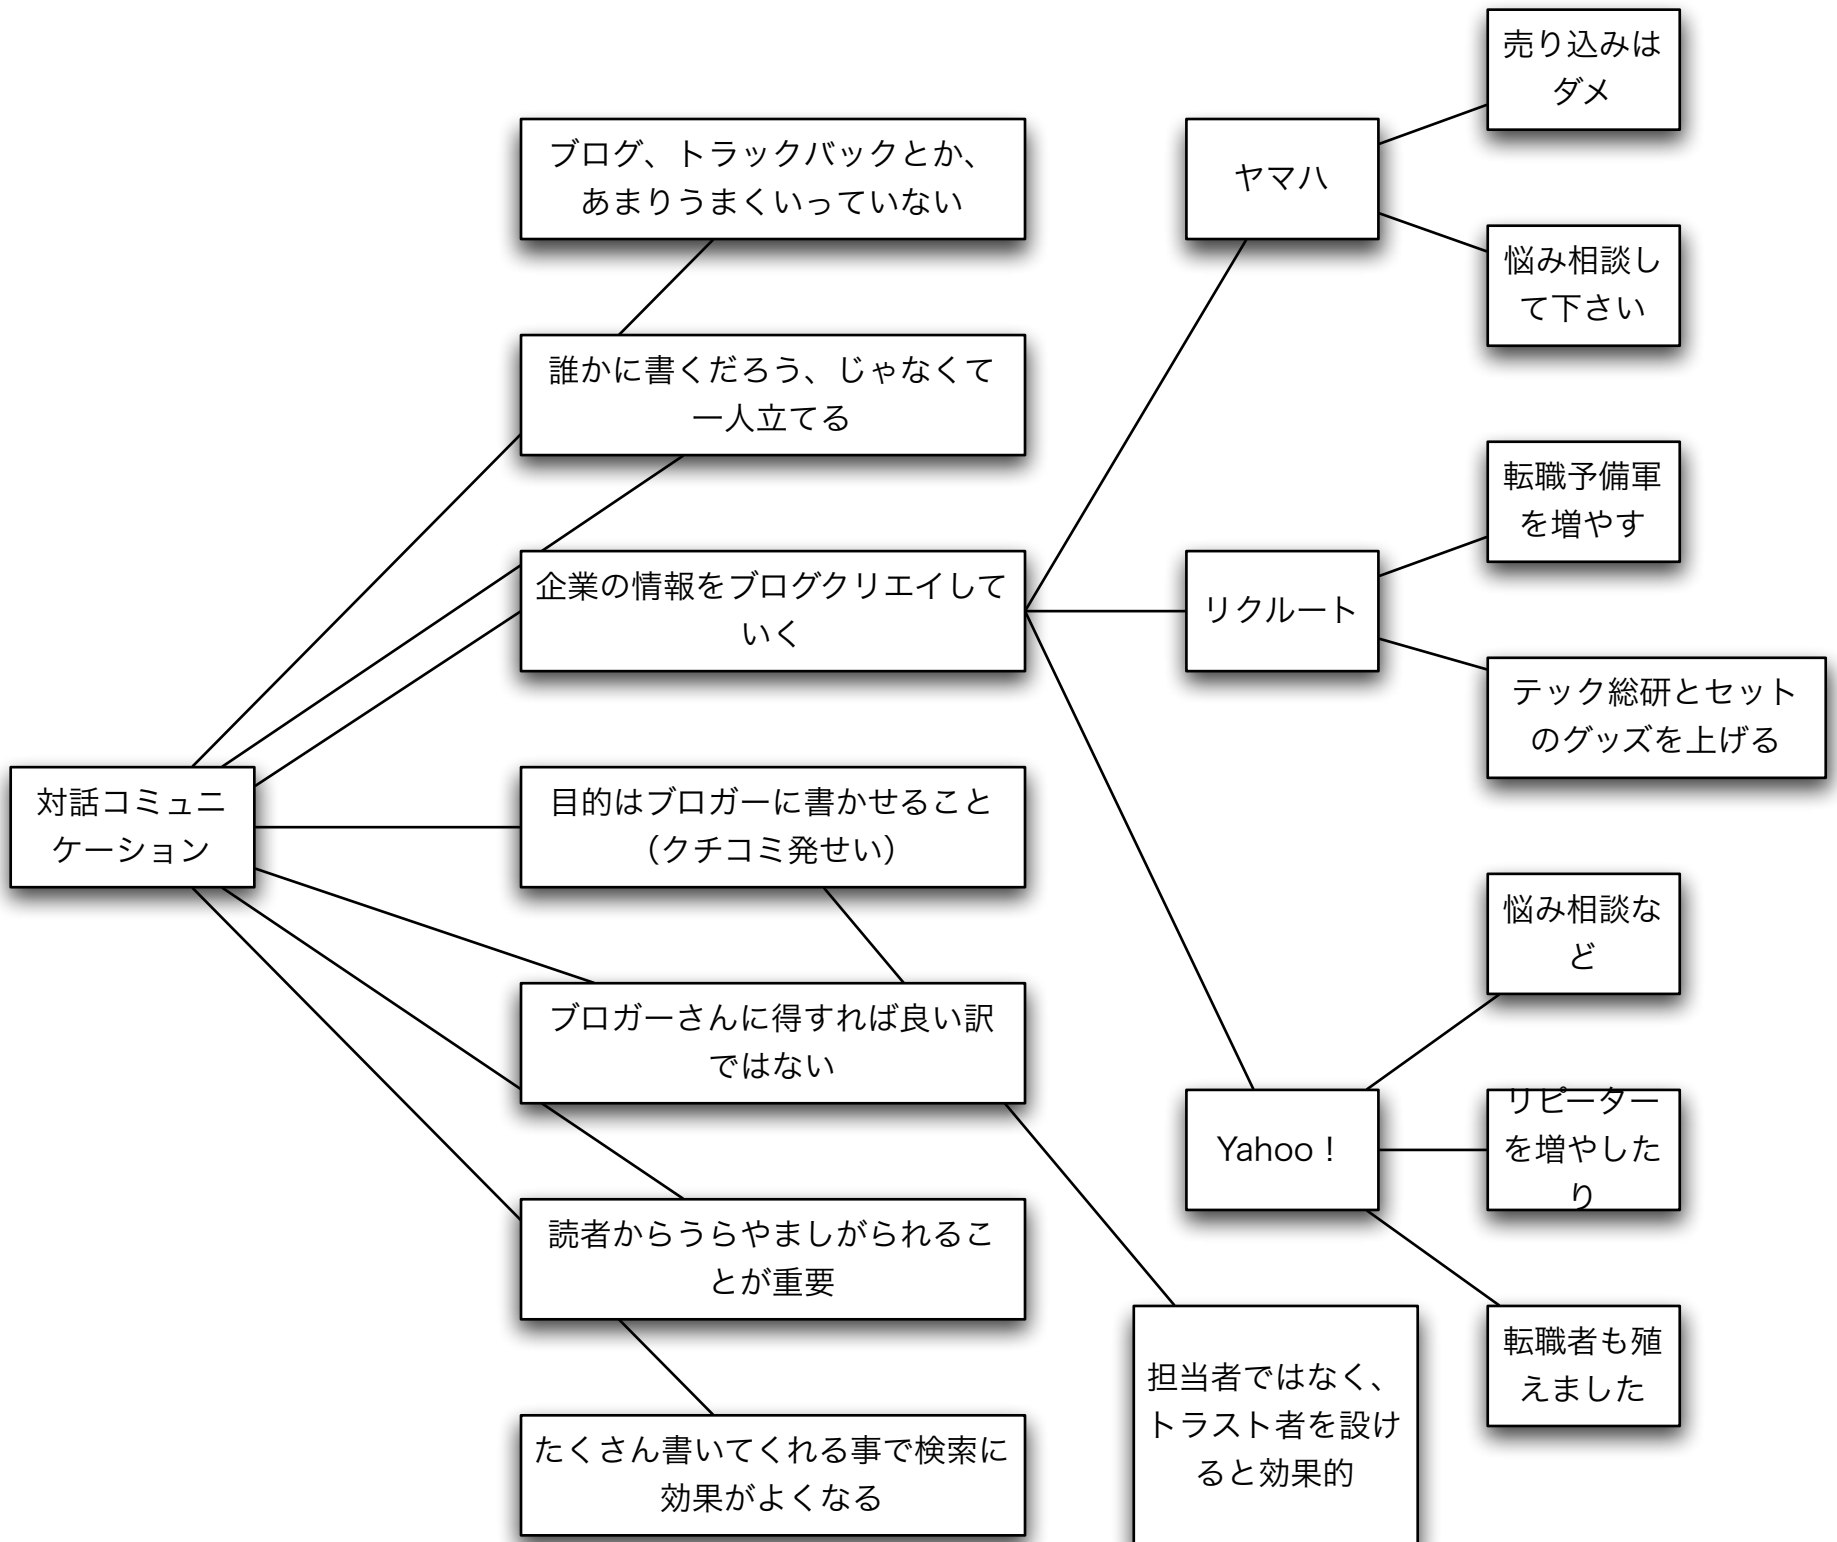 売り込みは
ダメ
ブログ、トラックバックとか、
あまりうまくいっていない
ヤマハ
悩み相談し
て下さい
誰かに書くだろう、じゃなくて
一人立てる
転職予備軍
を増やす
企業の情報をブログクリエイして
いく
リクルート
テック総研とセット
のグッズを上げる
対話コミュニ
ケーション
目的はブロガーに書かせること
（クチコミ発せい）
悩み相談な
ど
ブロガーさんに得すれば良い訳
ではない
Yahoo！
リピーター
を増やした
り
読者からうらやましがられるこ
とが重要
転職者も殖
えました
担当者ではなく、
トラスト者を設け
ると効果的
たくさん書いてくれる事で検索に
効果がよくなる